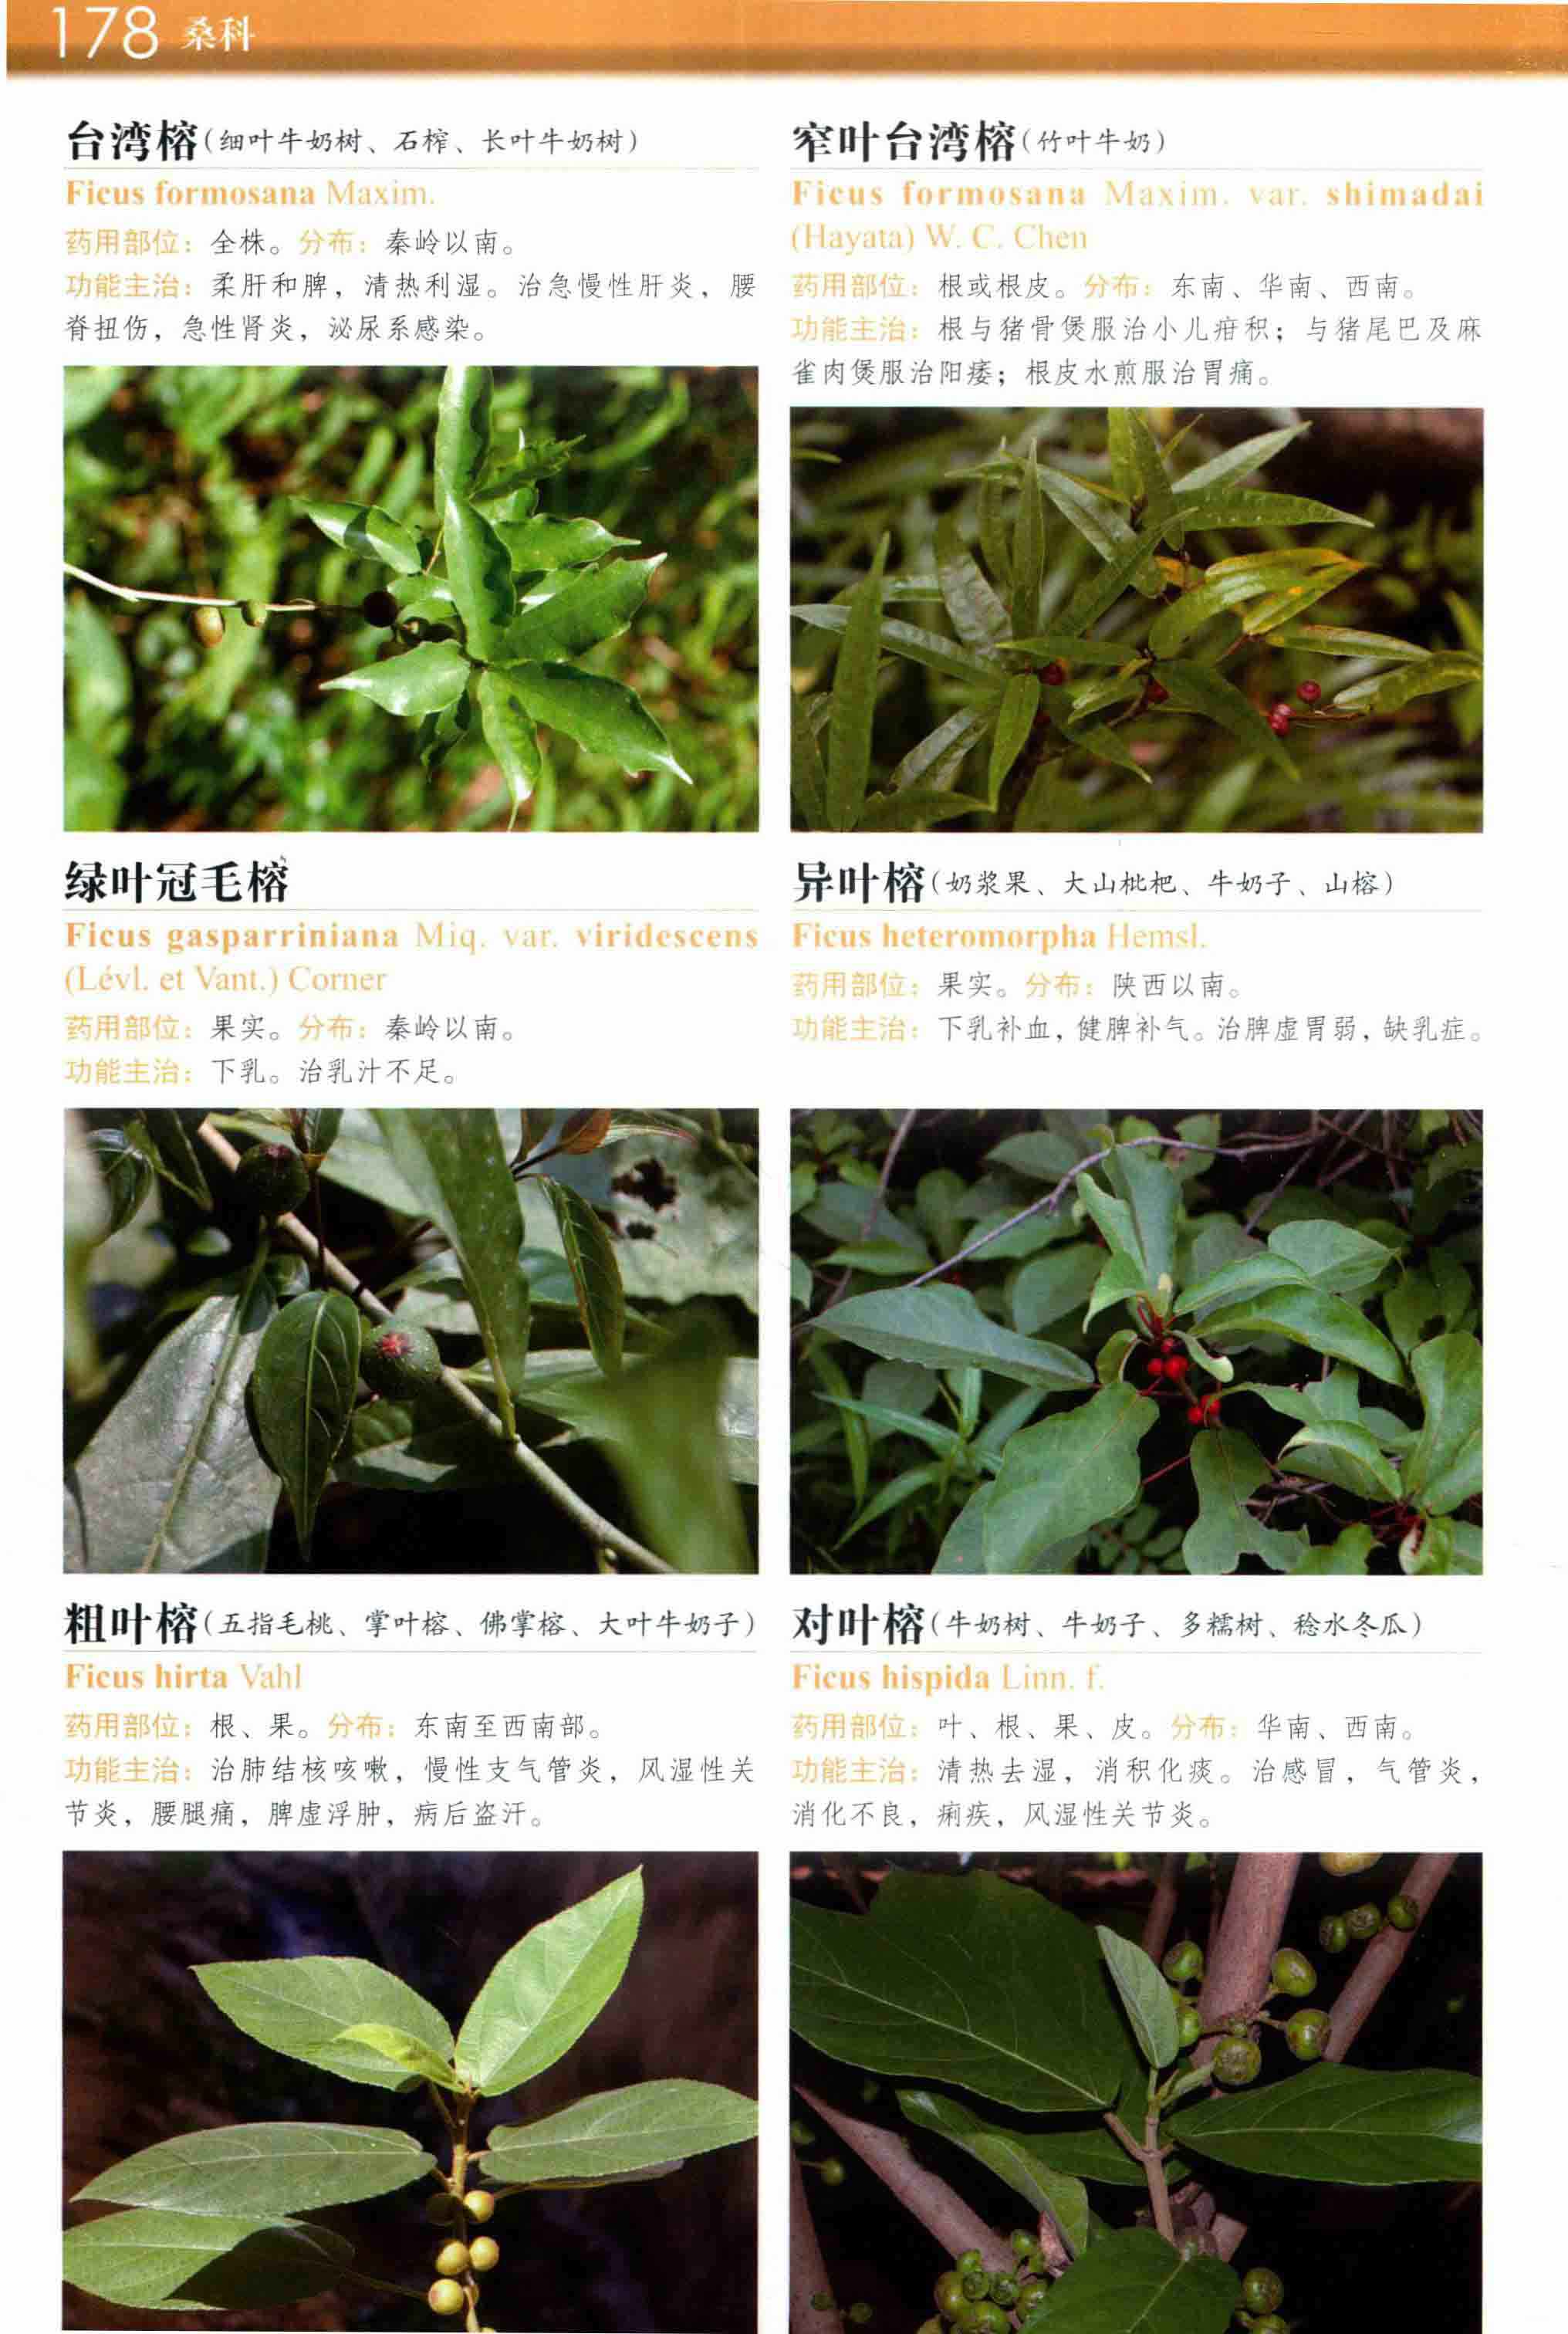 178 桑科
台湾榕(细叶牛奶树、石榨、长叶牛奶树)
Ficus formosana Maxim.
药用部位：全株。分布：秦岭以南。
功能主治：柔肝和脾，清热利湿。治急慢性肝炎，腰
脊扭伤，急性肾炎，泌尿系感染。
窄叶台湾榕(竹叶牛奶)
Ficus formosana Maxim. var. shimadai
(Hayata) W. C. Chen
药用部位：根或根皮。分布：东南、华南、西南。
功能主治：根与猪骨煲服治小儿疳积；与猪尾巴及麻
雀肉煲服治阳痿；根皮水煎服治胃痛。
绿叶冠毛榕
Ficus gasparriniana Miq. var. viridescens
(Lévl. et Vant.) Corner
药用部位：果实。分布：秦岭以南。
功能主治：下乳。治乳汁不足。
异叶榕(奶浆果、大山枇杷、牛奶子、山榕)
Ficus heteromorpha Hemsl.
药用部位：果实。分布：陕西以南。
功能主治：下乳补血，健脾补气。治脾虚胃弱，缺乳症。
粗叶榕(五指毛桃、掌叶榕、佛掌榕、大叶牛奶子)
Ficus hirta Vahl
药用部位：根、果。分布：东南至西南部。
功能主治：治肺结核咳嗽，慢性支气管炎，风湿性关
节炎，腰腿痛，脾虚浮肿，病后盗汗。
对叶榕(牛奶树、牛奶子、多糯树、稔水冬瓜)
Ficus hispida Linn. f.
药用部位：叶、根、果、皮。分布：华南、西南。
功能主治：清热去湿，消积化痰。治感冒，气管炎，
消化不良，痢疾，风湿性关节炎。